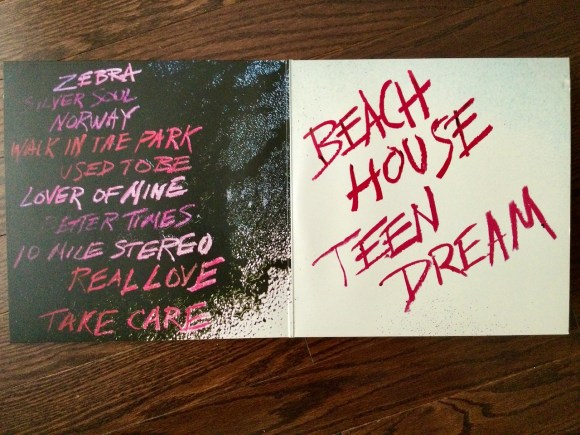 ZEBRA
SILVER SOUL
NORWAY
WALK IN THE PARK
USED TO BE
LOVER OF MINE
BETTER TIMES
10 MILE STEREO
REAL LOVE
TAKE CARE
BEACH
HOUSE
TEEN
DREAM